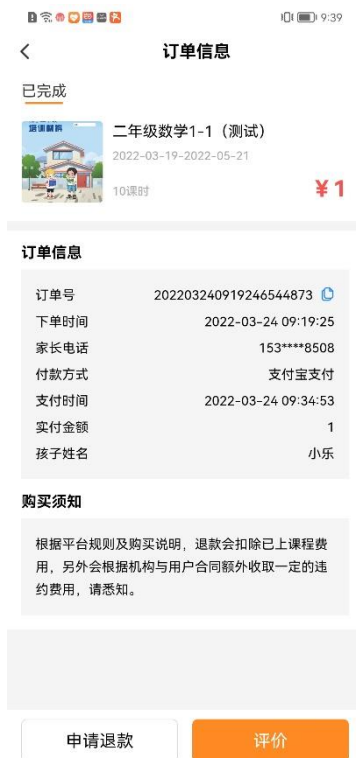 9:39
订单信息
已完成
培训材料
二年级数学1-1（测试）
2022-03-19-2022-05-21
10课时
¥1
订单信息
订单号 202203240919246544873
下单时间 2022-03-24 09:19:25
家长电话 153****8508
付款方式 支付宝支付
支付时间 2022-03-24 09:34:53
实付金额 1
孩子姓名 小乐
购买须知
根据平台规则及购买说明，退款会扣除已上课程费
用，另外会根据机构与用户合同额外收取一定的违
约费用，请悉知。
申请退款 评价